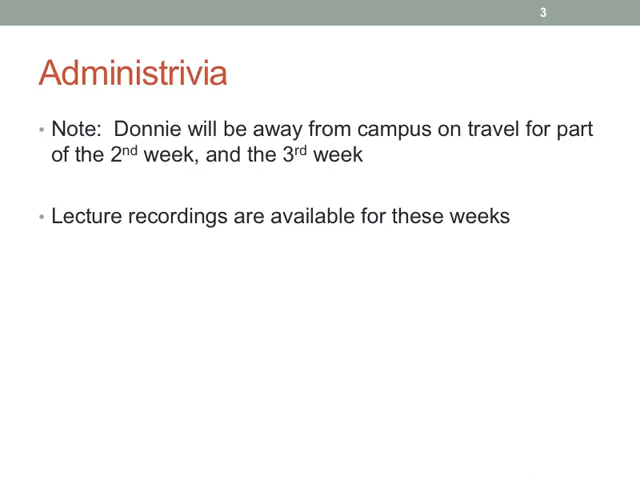 3
Administrivia
• Note:  Donnie will be away from campus on travel for part
of the 2nd week, and the 3rd week
• Lecture recordings are available for these weeks